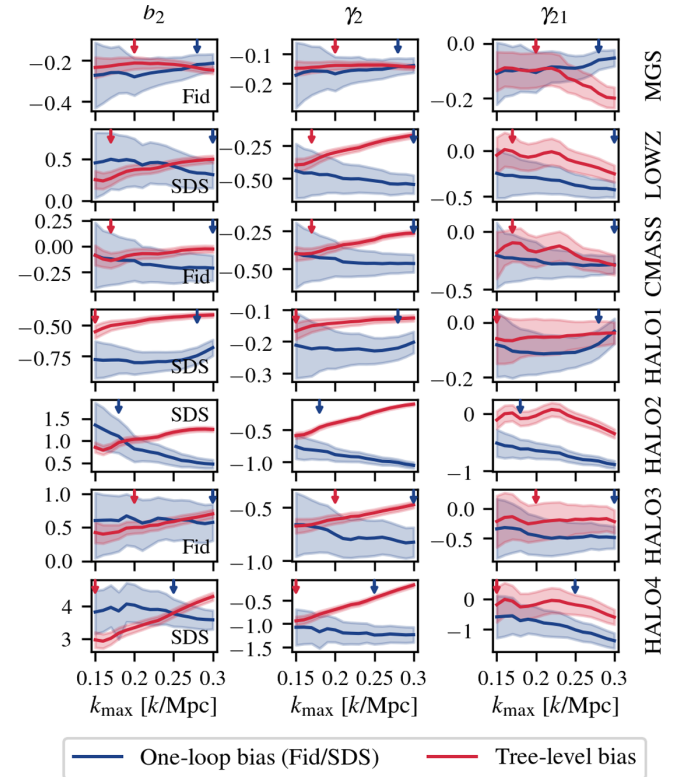 b₂ γ₂ γ₂₁
−0.2 −0.4 Fid −0.1 −0.2 0.0 −0.2 MGS
0.5 0.0 SDS −0.25 −0.50 0.0 −0.5 LOWZ
0.25 0.00 −0.25 Fid −0.25 −0.50 0.0 −0.5 CMASS
−0.50 −0.75 SDS −0.1 −0.2 −0.3 0.0 −0.2 HALO1
1.5 1.0 0.5 SDS −0.5 −1.0 0 −1 HALO2
1.0 0.5 0.0 Fid −0.5 −1.0 0.0 −0.5 HALO3
4 3 SDS −0.5 −1.0 −1.5 0 −1 HALO4
0.15 0.2 0.25 0.3 0.15 0.2 0.25 0.3 0.15 0.2 0.25 0.3
k_max [k/Mpc] k_max [k/Mpc] k_max [k/Mpc]
One-loop bias (Fid/SDS) Tree-level bias